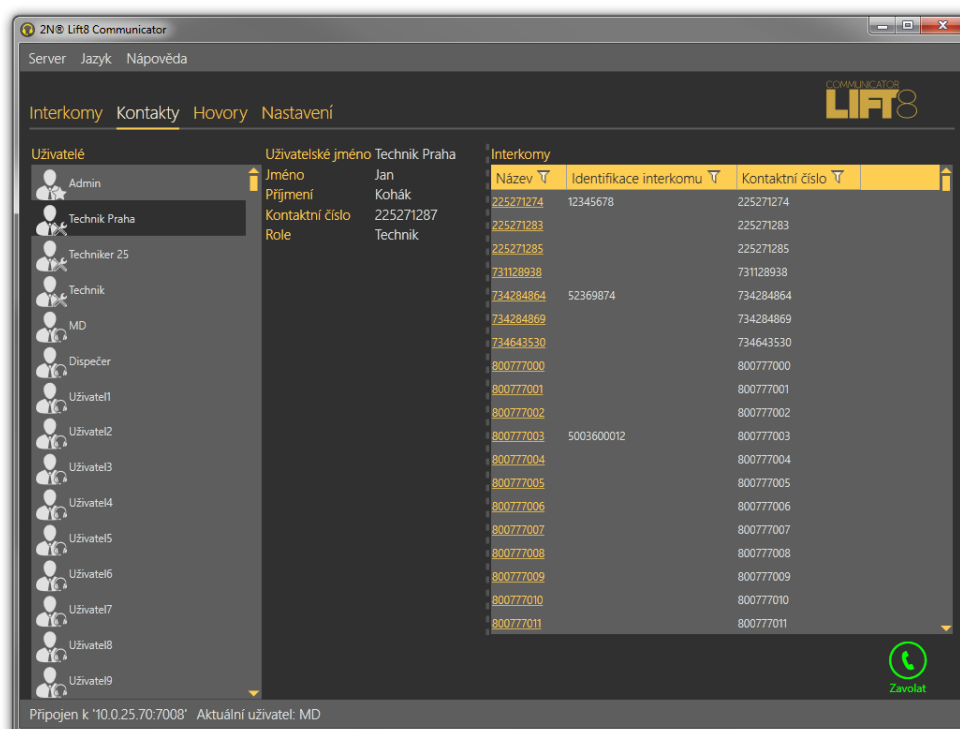 2N® Lift8 Communicator
Server Jazyk Nápověda
COMMUNICATOR
LIFT8
Interkomy Kontakty Hovory Nastavení
Uživatelé
Admin
Technik Praha
Techniker 25
Technik
MD
Dispečer
Uživatel1
Uživatel2
Uživatel3
Uživatel4
Uživatel5
Uživatel6
Uživatel7
Uživatel8
Uživatel9
Uživatelské jméno Technik Praha
Jméno Jan
Příjmení Kohák
Kontaktní číslo 225271287
Role Technik
Interkomy
Název Identifikace interkomu Kontaktní číslo
225271274 12345678 225271274
225271283 225271283
225271285 225271285
731128938 731128938
734284864 52369874 734284864
734284869 734284869
734643530 734643530
800777000 800777000
800777001 800777001
800777002 800777002
800777003 5003600012 800777003
800777004 800777004
800777005 800777005
800777006 800777006
800777007 800777007
800777008 800777008
800777009 800777009
800777010 800777010
800777011 800777011
Zavolat
Připojen k '10.0.25.70:7008' Aktuální uživatel: MD